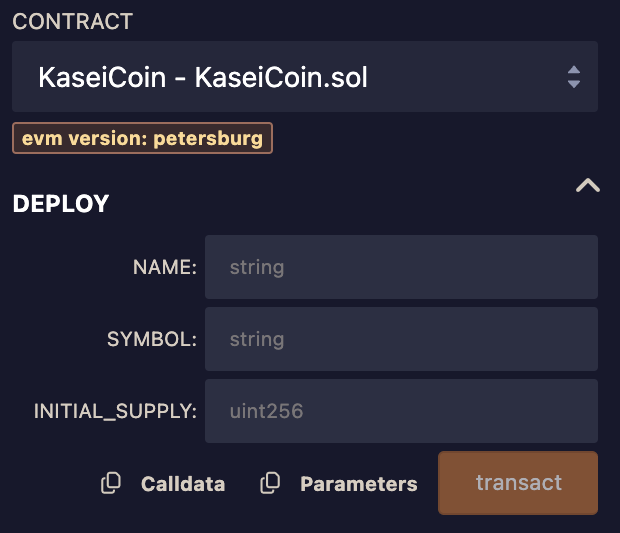 CONTRACT
KaseiCoin - KaseiCoin.sol
evm version: petersburg
DEPLOY
NAME: string
SYMBOL: string
INITIAL_SUPPLY: uint256
Calldata Parameters transact